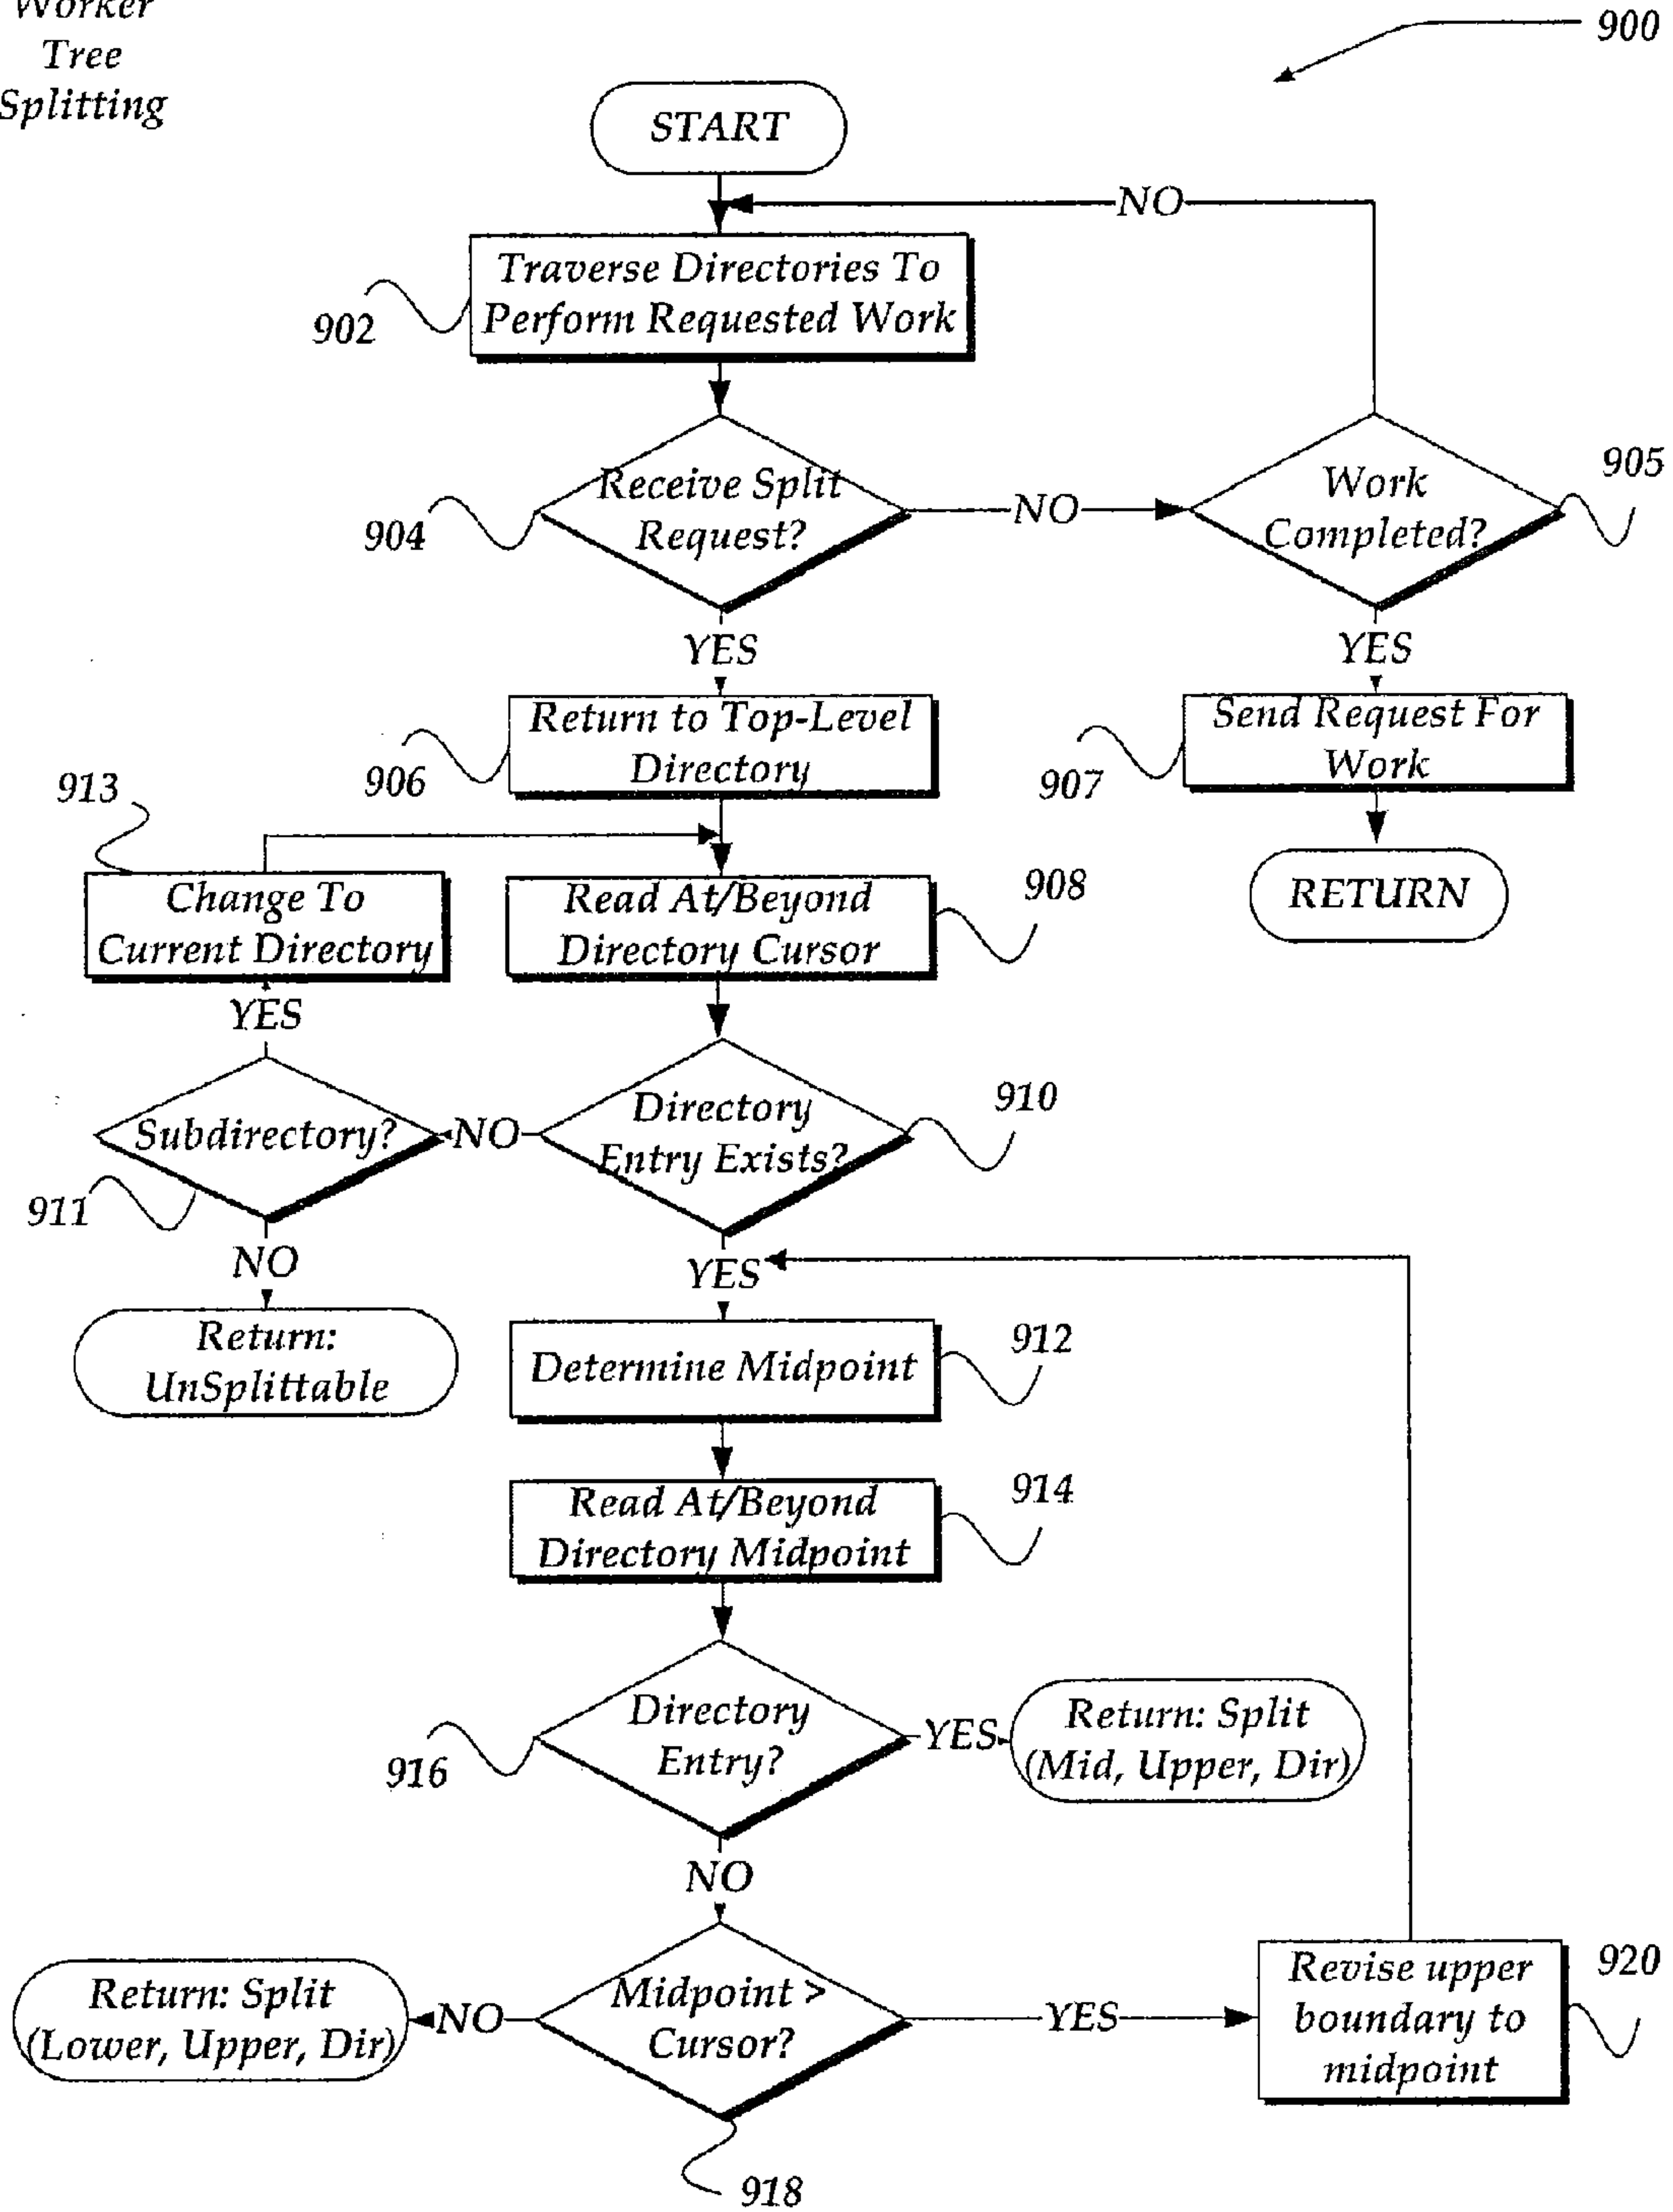 Worker
Tree
Splitting
900
START
NO
Traverse Directories To
Perform Requested Work
902
Receive Split
Request?
904
NO
Work
Completed?
905
YES
YES
Return to Top-Level
Directory
906
Send Request For
Work
907
913
Change To
Current Directory
Read At/Beyond
Directory Cursor
908
RETURN
YES
Subdirectory?
911
NO
Directory
Entry Exists?
910
NO
YES
Return:
UnSplittable
Determine Midpoint
912
Read At/Beyond
Directory Midpoint
914
Directory
Entry?
916
YES
Return: Split
(Mid, Upper, Dir)
NO
Return: Split
(Lower, Upper, Dir)
NO
Midpoint >
Cursor?
918
YES
Revise upper
boundary to
midpoint
920